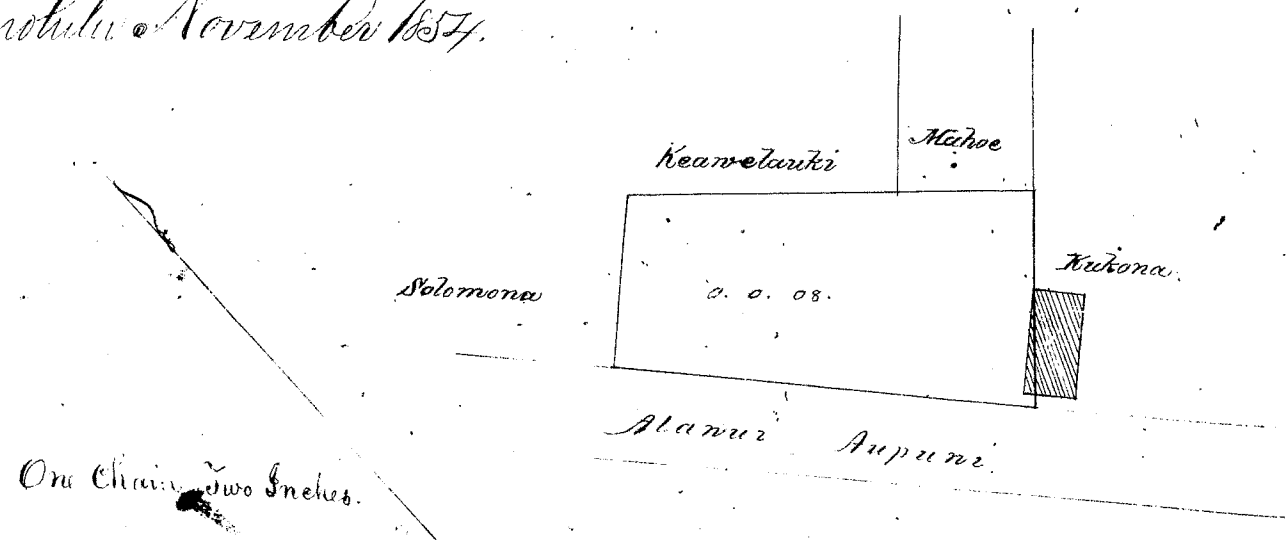 November 1854.
Mahoe
Keawelauki
Kukona.
Solomona
0. 0. 08.
Alanui Aupuni.
One Chain Two Inches.